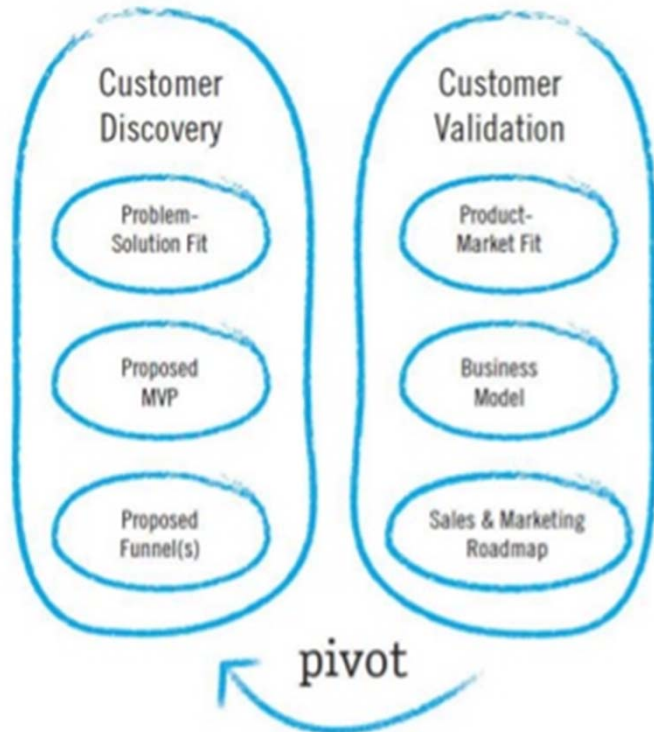 Customer
Discovery
Problem-
Solution Fit
Proposed
MVP
Proposed
Funnel(s)
Customer
Validation
Product-
Market Fit
Business
Model
Sales & Marketing
Roadmap
pivot